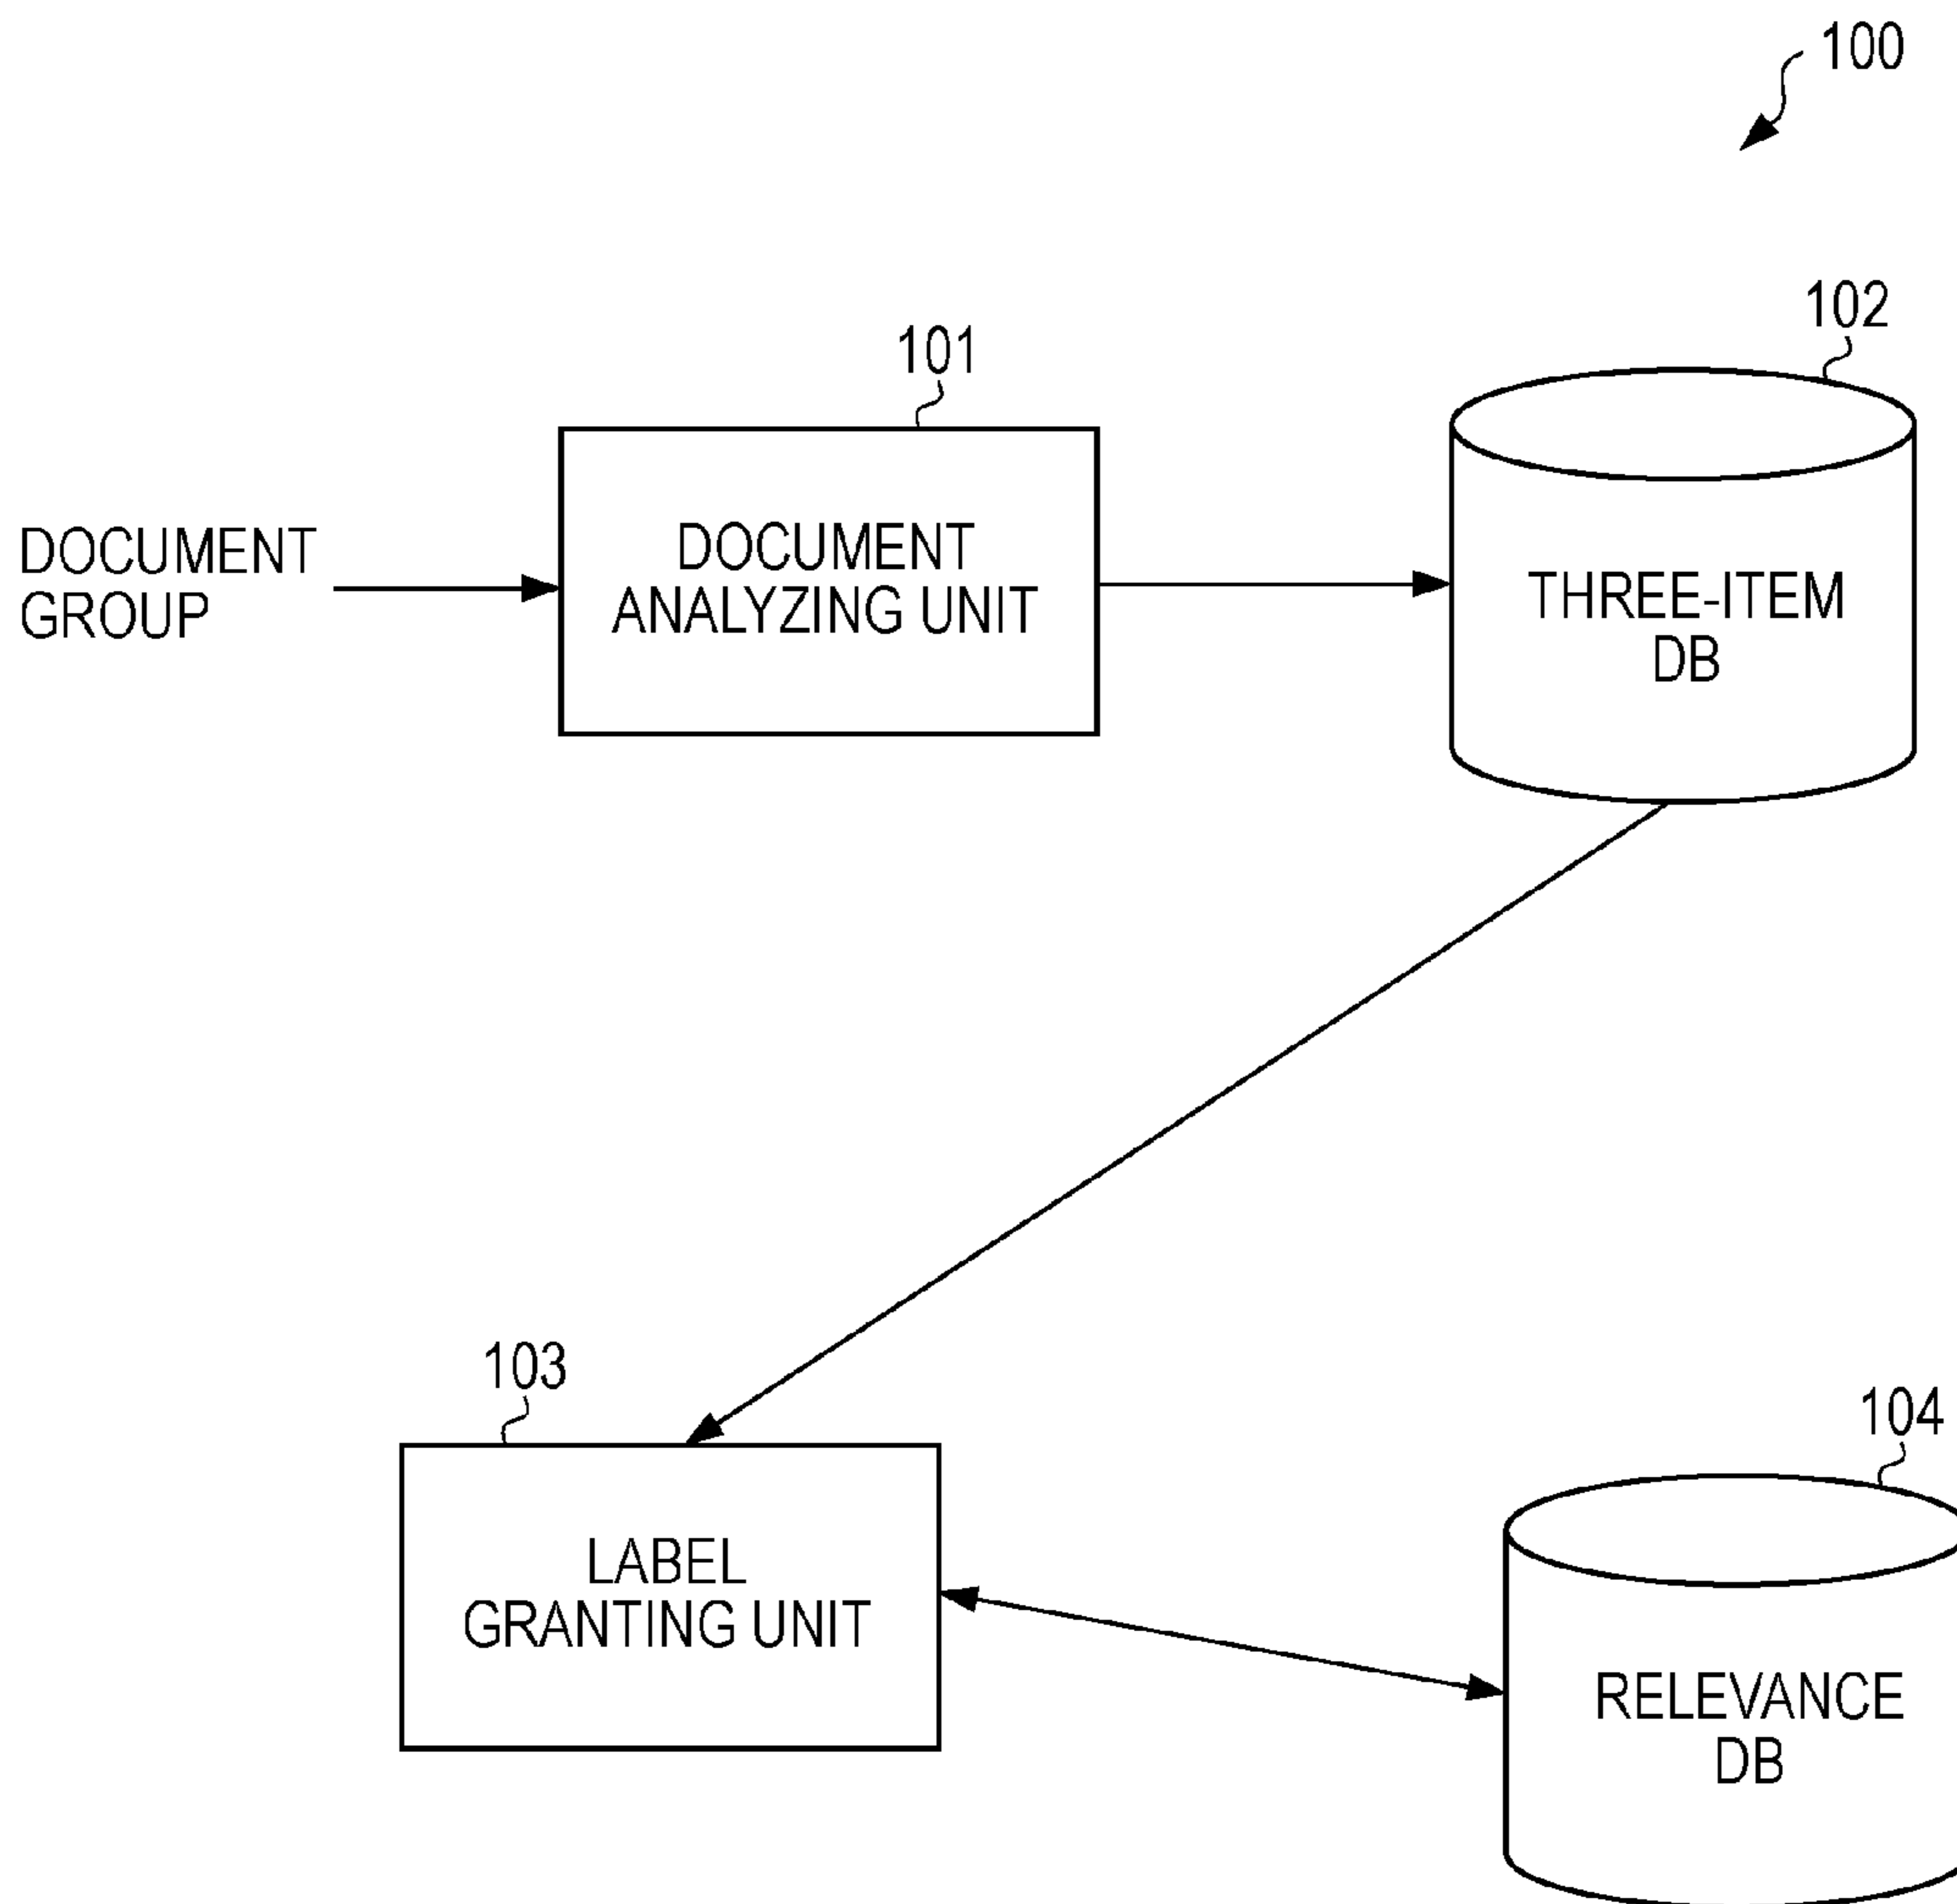 100
102
101
DOCUMENT
GROUP
DOCUMENT
ANALYZING UNIT
THREE-ITEM
DB
103
104
LABEL
GRANTING UNIT
RELEVANCE
DB